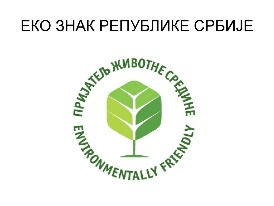 ЕКО ЗНАК РЕПУБЛИКЕ СРБИЈЕ
ПРИЈАТЕЉ ЖИВОТНЕ СРЕДИНЕ
ENVIRONMENTALLY FRIENDLY